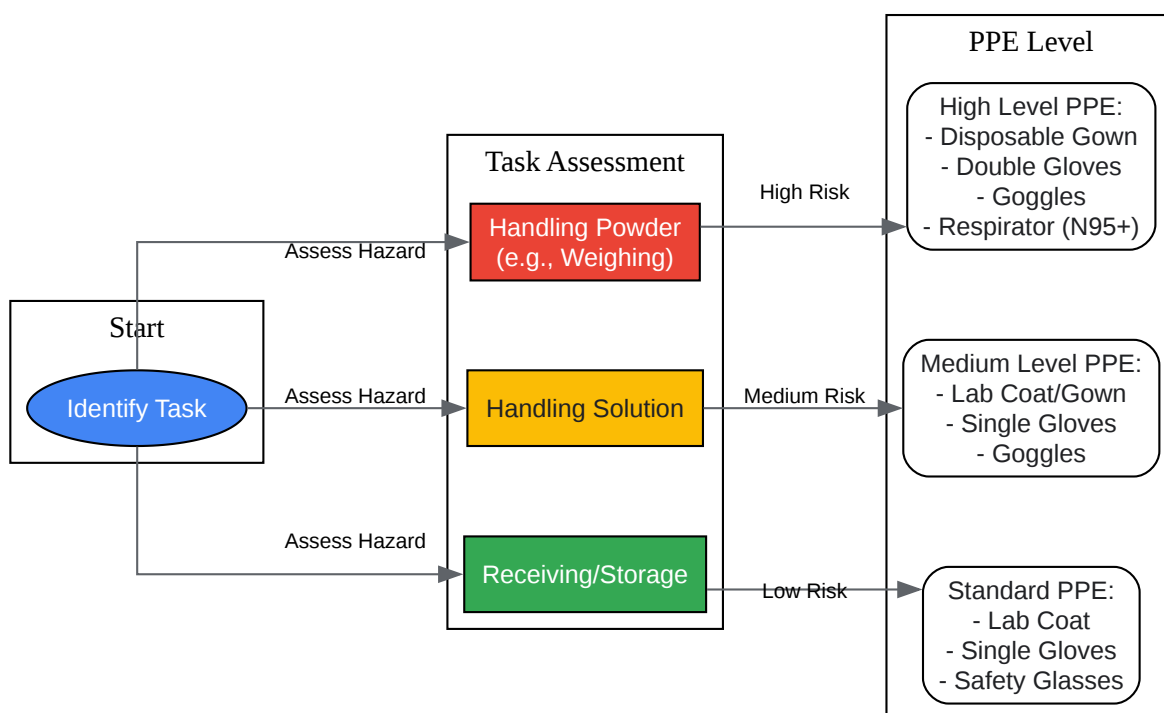 Start
Identify Task
Assess Hazard
Assess Hazard
Assess Hazard
Task Assessment
Handling Powder
(e.g., Weighing)
Handling Solution
Receiving/Storage
High Risk
Medium Risk
Low Risk
PPE Level
High Level PPE:
- Disposable Gown
- Double Gloves
- Goggles
- Respirator (N95+)
Medium Level PPE:
- Lab Coat/Gown
- Single Gloves
- Goggles
Standard PPE:
- Lab Coat
- Single Gloves
- Safety Glasses